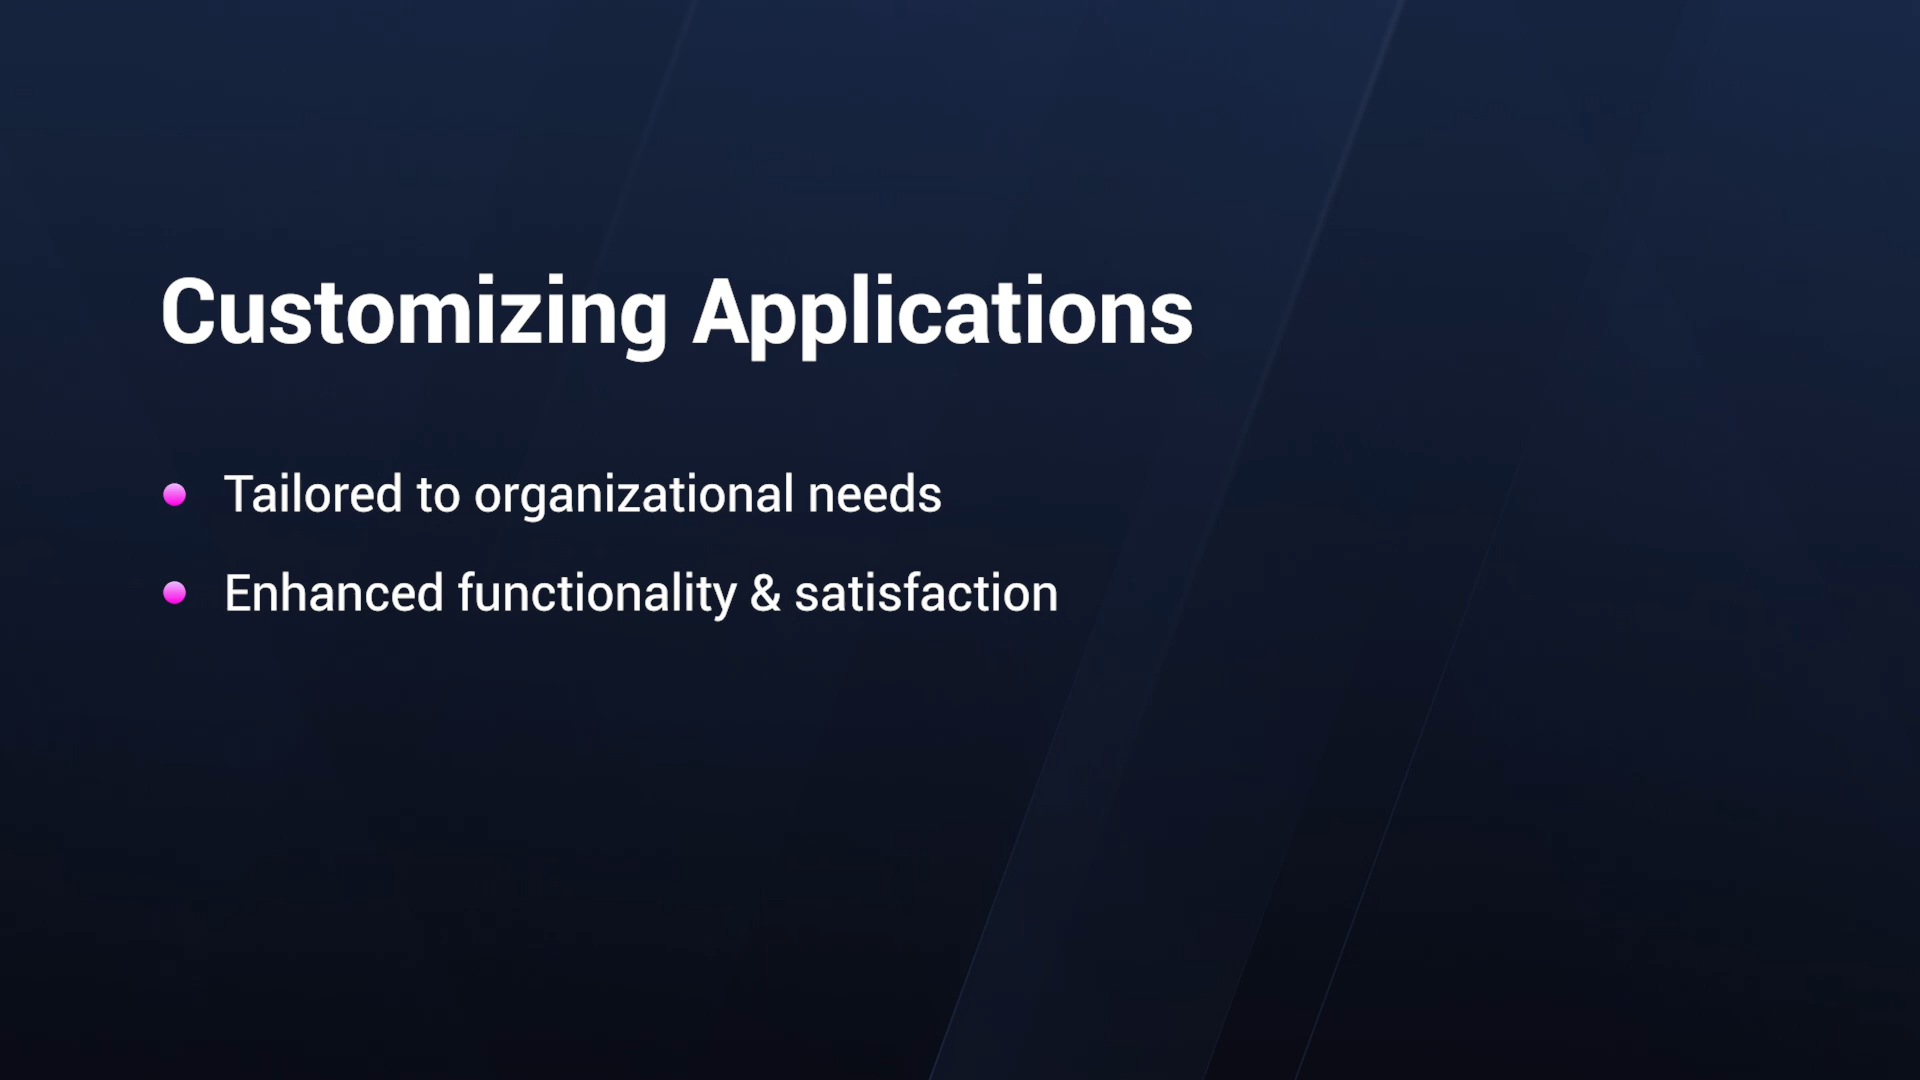 Customizing Applications
Tailored to organizational needs
Enhanced functionality & satisfaction